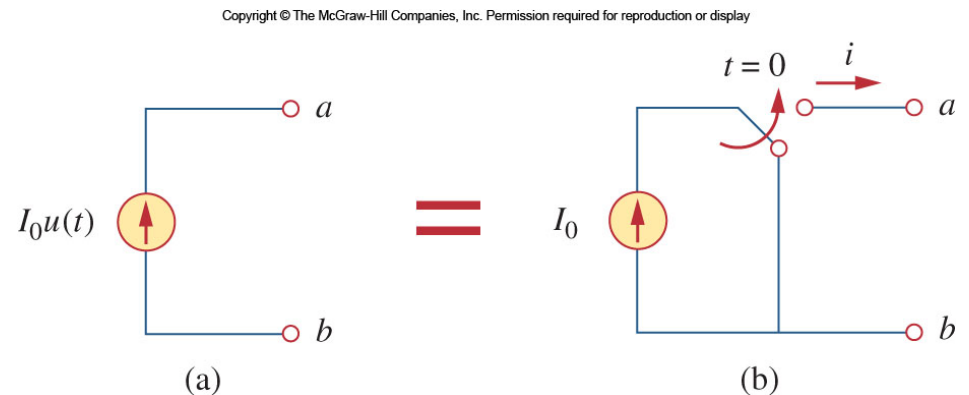 Copyright © The McGraw-Hill Companies, Inc. Permission required for reproduction or display
t = 0
i
a
a
I₀u(t)
I₀
b
b
(a)
(b)